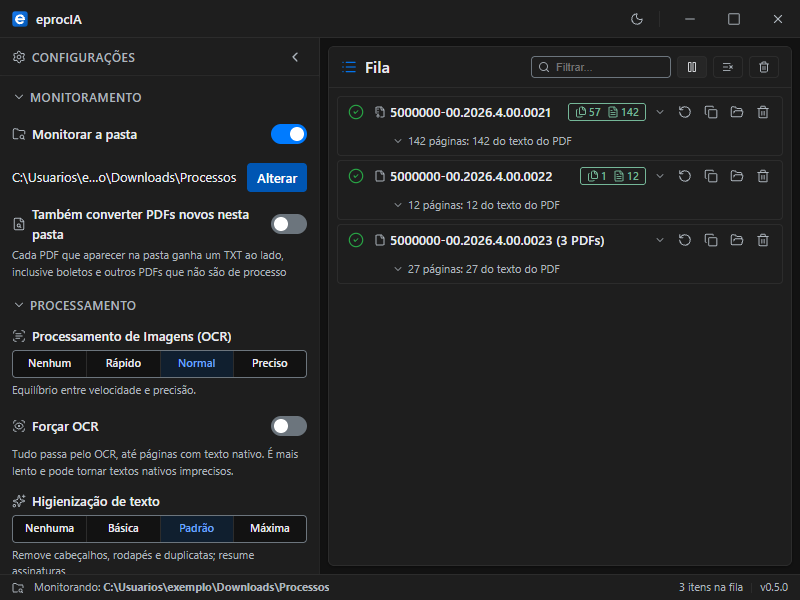 eprocIA
CONFIGURAÇÕES
MONITORAMENTO
Monitorar a pasta
C:\Usuarios\e...o\Downloads\Processos
Alterar
Também converter PDFs novos nesta
pasta
Cada PDF que aparecer na pasta ganha um TXT ao lado,
inclusive boletos e outros PDFs que não são de processo
PROCESSAMENTO
Processamento de Imagens (OCR)
Nenhum Rápido Normal Preciso
Equilíbrio entre velocidade e precisão.
Forçar OCR
Tudo passa pelo OCR, até páginas com texto nativo. É mais
lento e pode tornar textos nativos imprecisos.
Higienização de texto
Nenhuma Básica Padrão Máxima
Remove cabeçalhos, rodapés e duplicatas; resume
assinaturas
Fila
Filtrar...
5000000-00.2026.4.00.0021 57 142
142 páginas: 142 do texto do PDF
5000000-00.2026.4.00.0022 1 12
12 páginas: 12 do texto do PDF
5000000-00.2026.4.00.0023 (3 PDFs)
27 páginas: 27 do texto do PDF
Monitorando: C:\Usuarios\exemplo\Downloads\Processos
3 itens na fila
v0.5.0